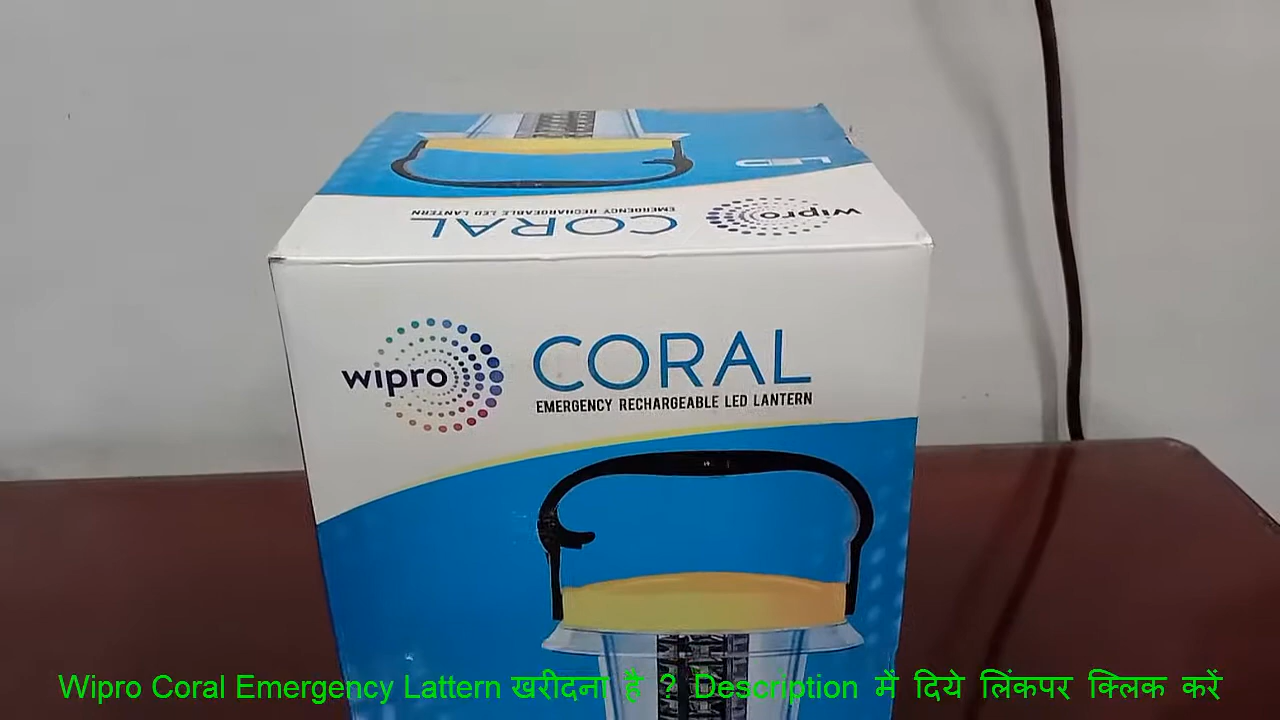 LED
wipro
EMERGENCY RECHARGEABLE LED LANTERN
CORAL
wipro
CORAL
EMERGENCY RECHARGEABLE LED LANTERN
Wipro Coral Emergency Lattern खरीदना है ? Description में दिये लिंकपर क्लिक करें